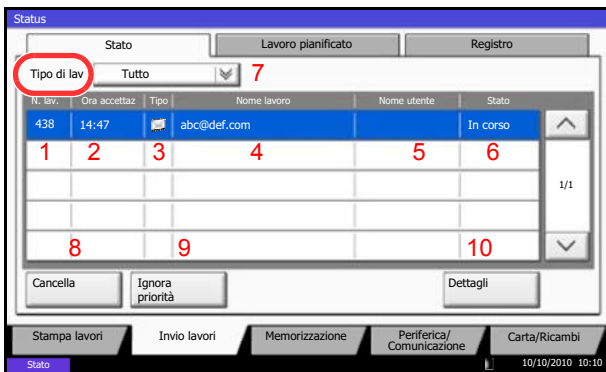 Status
Stato Lavoro pianificato Registro
Tipo di lav Tutto 7
N. lav. Ora accettaz Tipo Nome lavoro Nome utente Stato
438 14:47 abc@def.com In corso
1 2 3 4 5 6
1/1
8 9 10
Cancella Ignora priorità Dettagli
Stampa lavori Invio lavori Memorizzazione Periferica/ Comunicazione Carta/Ricambi
Stato 10/10/2010 10:10